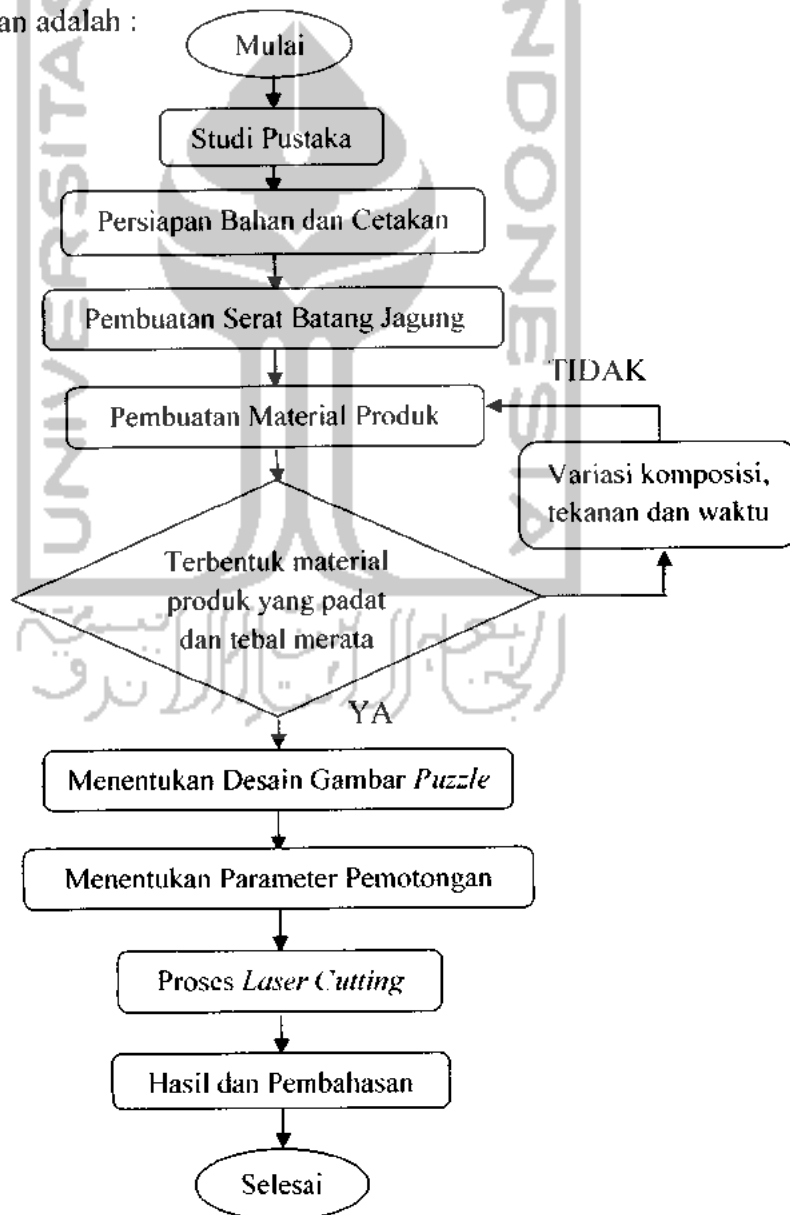 an adalah :
Mulai
Studi Pustaka
Persiapan Bahan dan Cetakan
Pembuatan Serat Batang Jagung
TIDAK
Pembuatan Material Produk
Variasi komposisi,
tekanan dan waktu
Terbentuk material
produk yang padat
dan tebal merata
YA
Menentukan Desain Gambar Puzzle
Menentukan Parameter Pemotongan
Proses Laser Cutting
Hasil dan Pembahasan
Selesai
UNIVERSITAS
INDONESIA